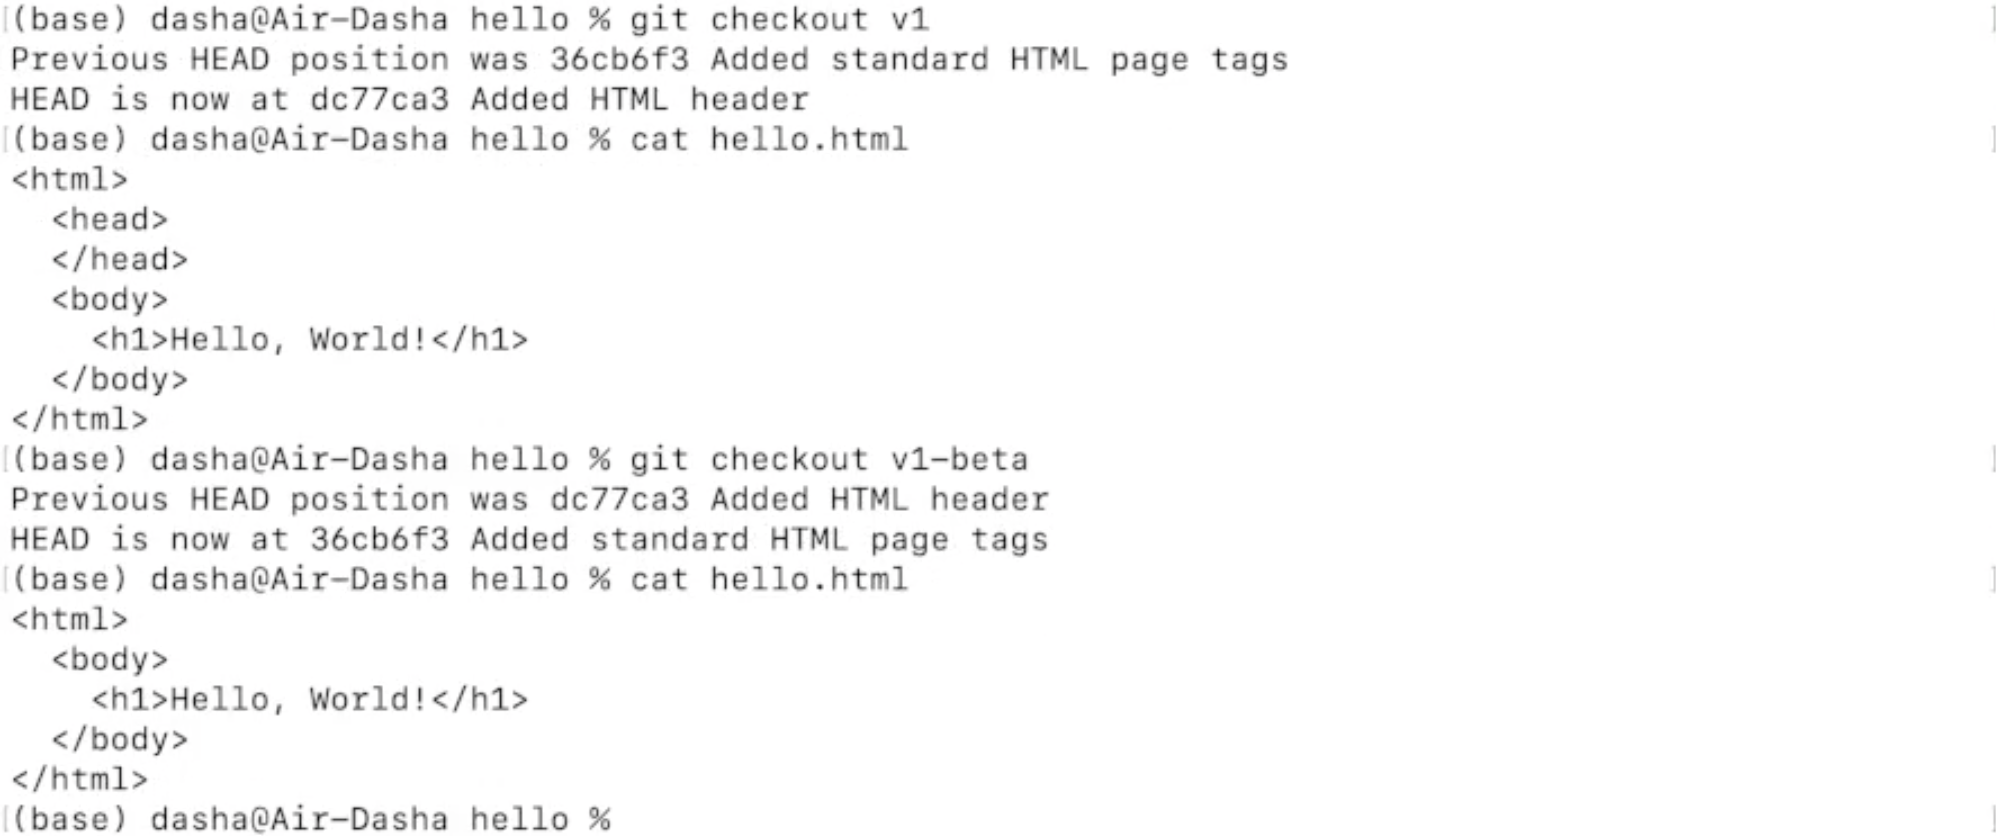 (base) dasha@Air-Dasha hello % git checkout v1
Previous HEAD position was 36cb6f3 Added standard HTML page tags
HEAD is now at dc77ca3 Added HTML header
(base) dasha@Air-Dasha hello % cat hello.html
<html>
  <head>
  </head>
  <body>
    <h1>Hello, World!</h1>
  </body>
</html>
(base) dasha@Air-Dasha hello % git checkout v1-beta
Previous HEAD position was dc77ca3 Added HTML header
HEAD is now at 36cb6f3 Added standard HTML page tags
(base) dasha@Air-Dasha hello % cat hello.html
<html>
  <body>
    <h1>Hello, World!</h1>
  </body>
</html>
(base) dasha@Air-Dasha hello %